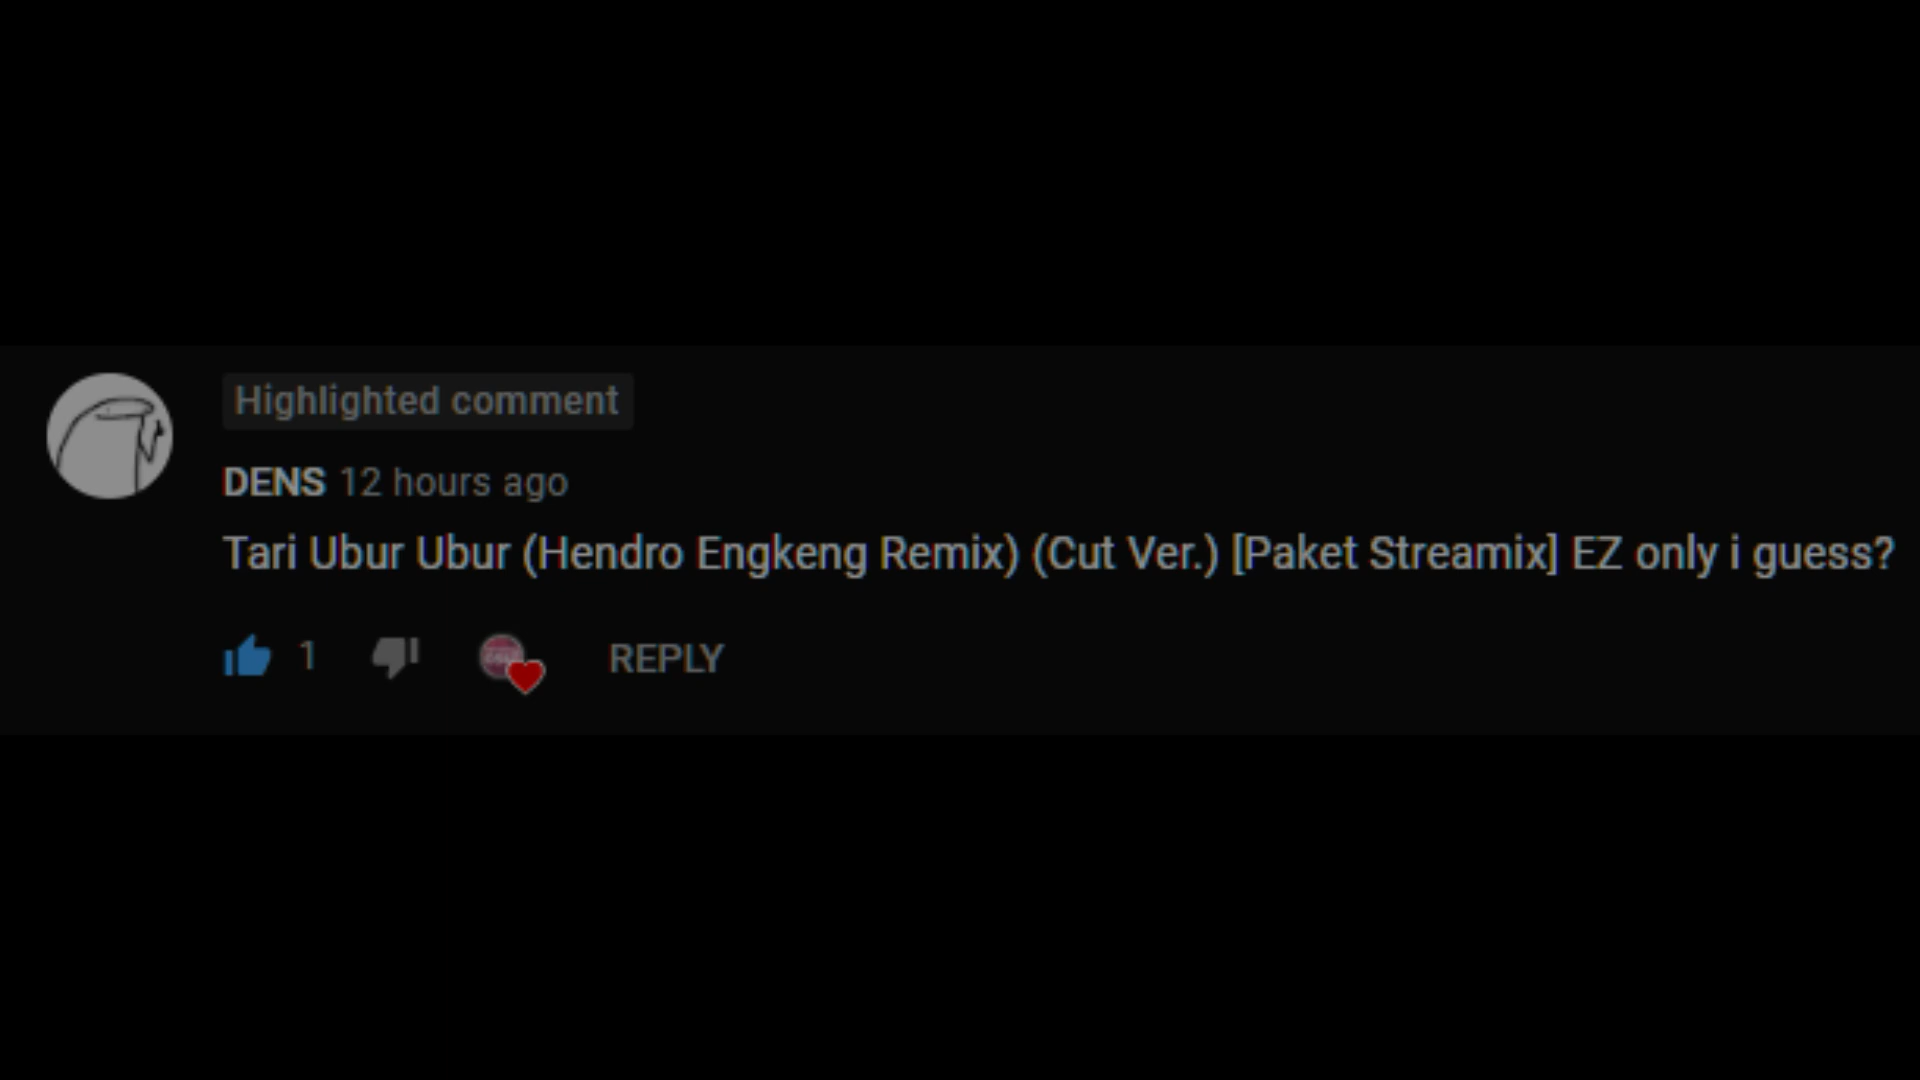 Highlighted comment
DENS 12 hours ago
Tari Ubur Ubur (Hendro Engkeng Remix) (Cut Ver.) [Paket Streamix] EZ only i guess?
1 REPLY